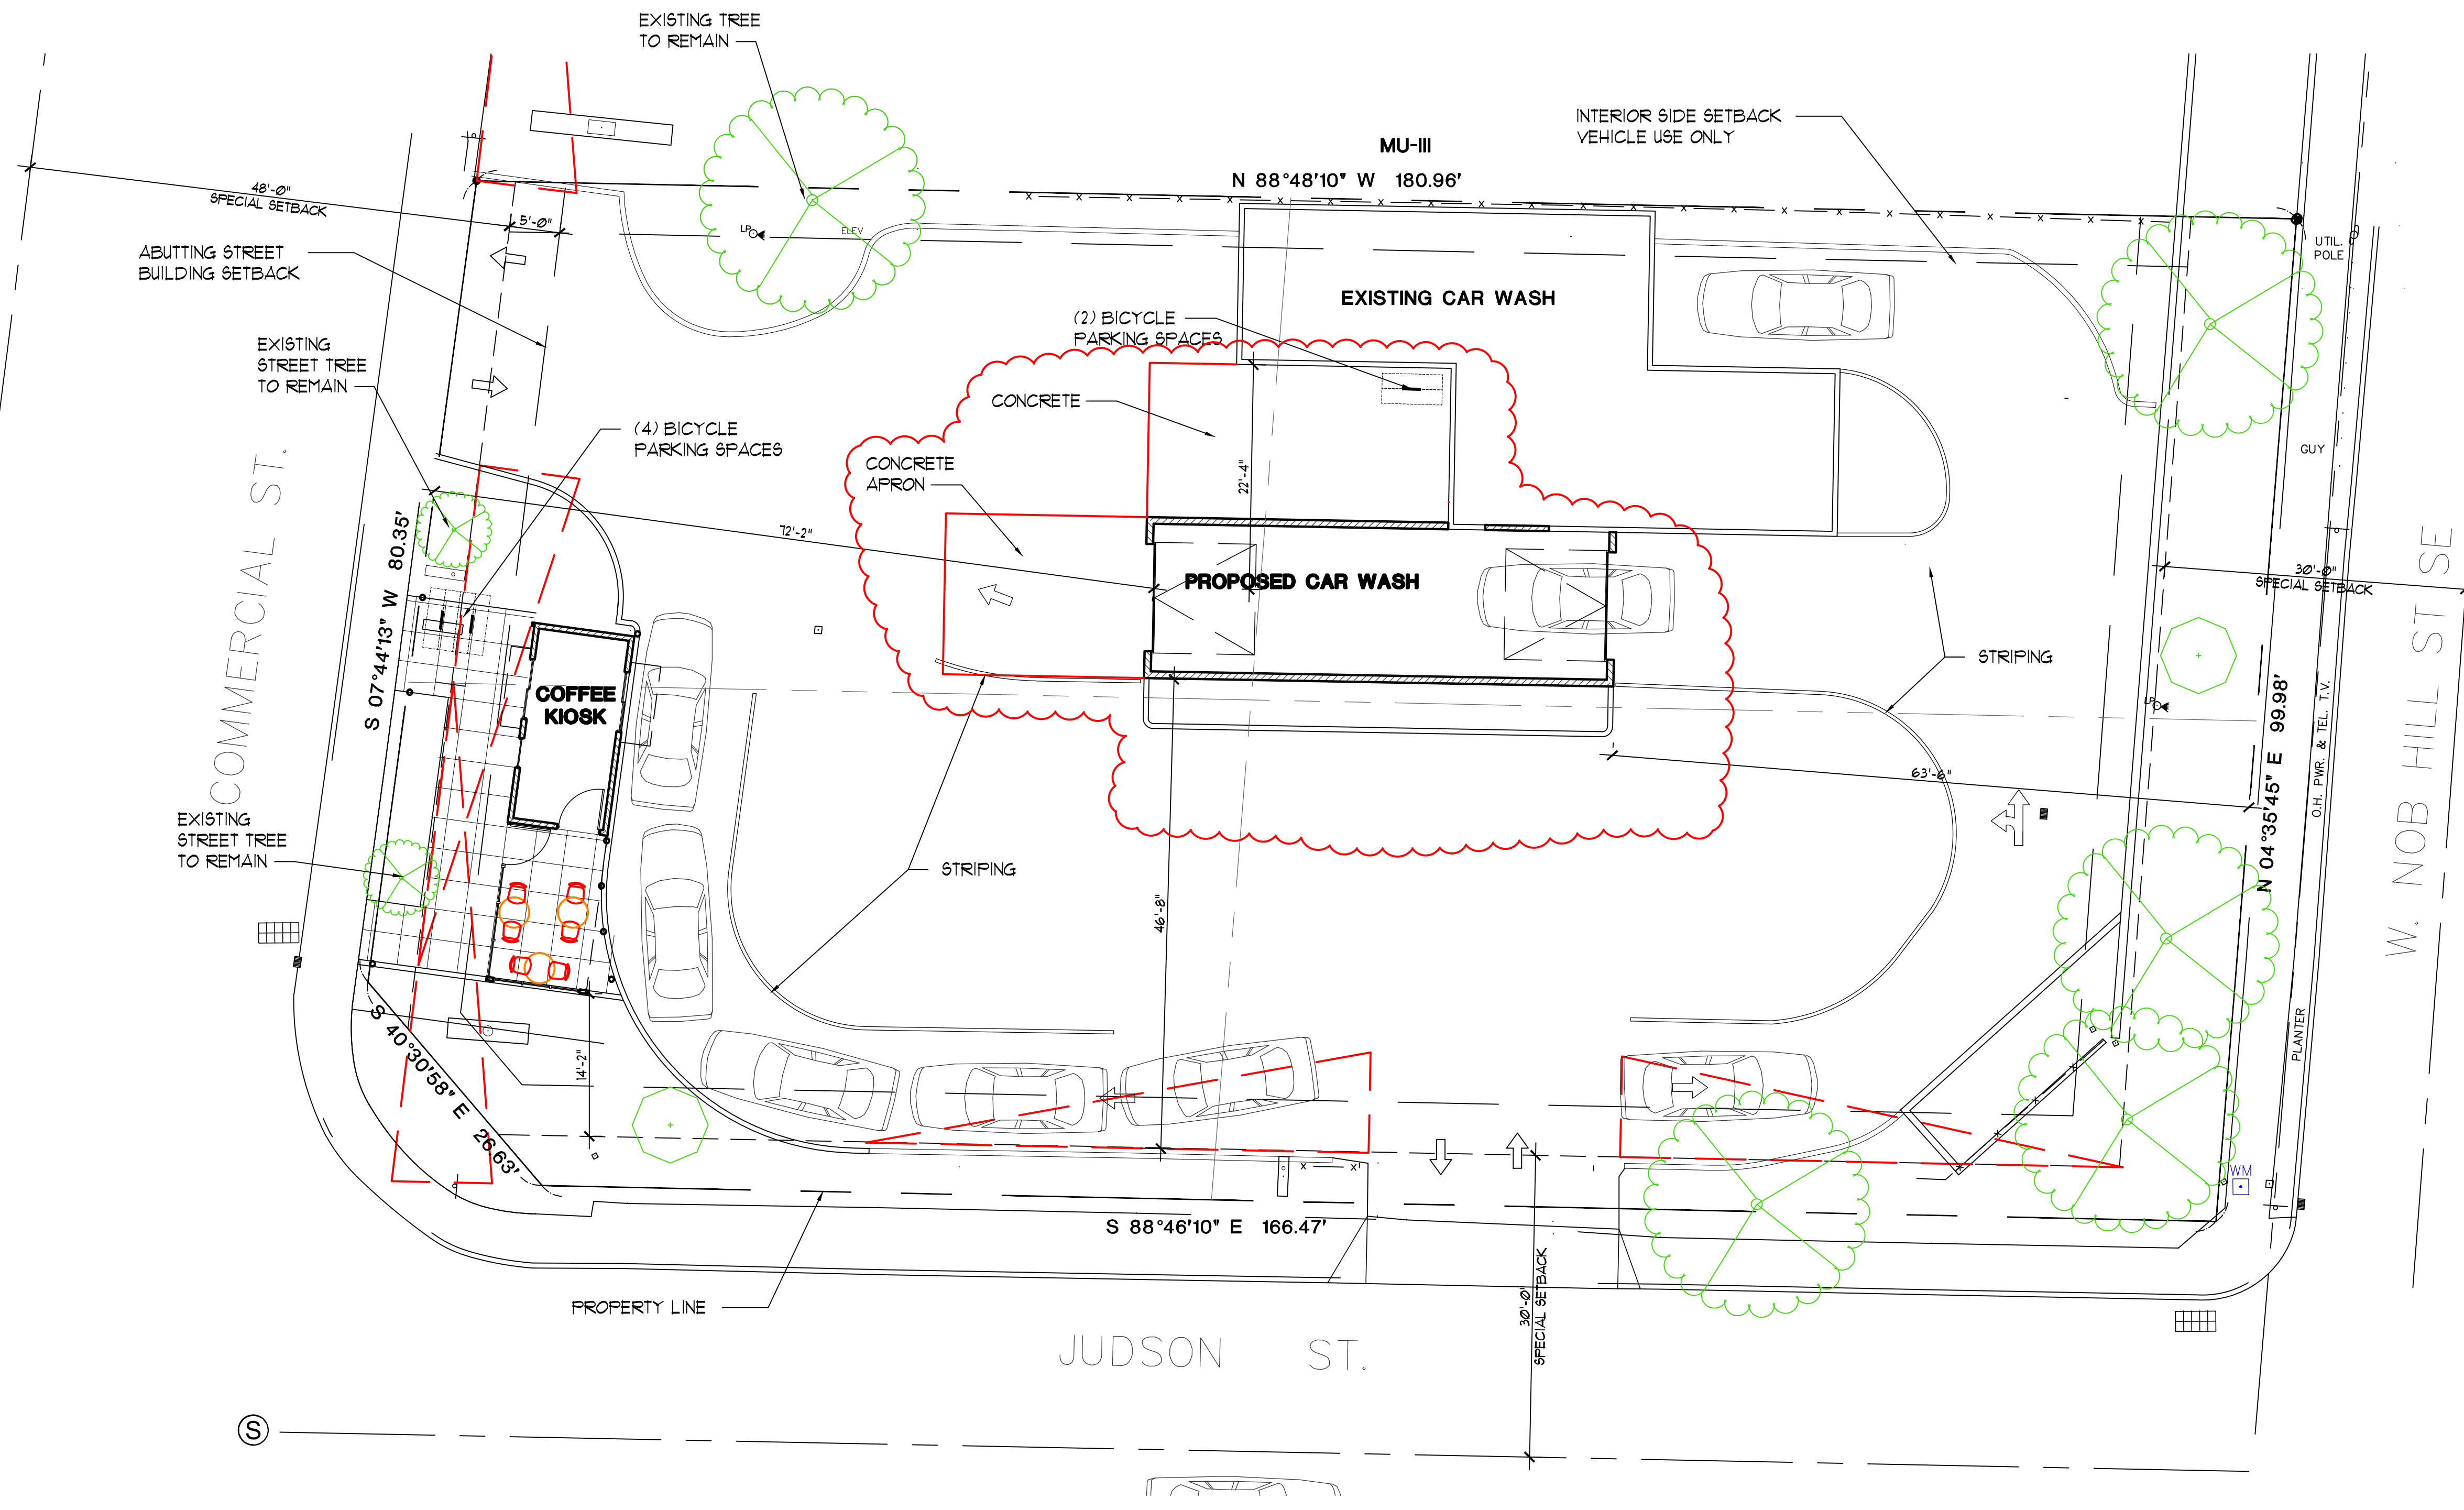 EXISTING TREE
TO REMAIN
INTERIOR SIDE SETBACK
VEHICLE USE ONLY
MU-III
N 88°48'10" W 180.96'
48'-0"
SPECIAL SETBACK
5'-0"
LP
ELEV
UTIL.
POLE
ABUTTING STREET
BUILDING SETBACK
EXISTING CAR WASH
(2) BICYCLE
PARKING SPACES
EXISTING
STREET TREE
TO REMAIN
CONCRETE
(4) BICYCLE
PARKING SPACES
GUY
CONCRETE
APRON
22'-4"
72'-2"
COMMERCIAL ST.
S 07°44'13" W 80.35'
PROPOSED CAR WASH
30'-0"
SPECIAL SETBACK
STRIPING
COFFEE
KIOSK
LP
63'-6"
N 04°35'45" E 99.98'
O.H. PWR. & TEL. T.V.
W. NOB HILL ST SE
EXISTING
STREET TREE
TO REMAIN
STRIPING
46'-8"
S 40°30'58" E 26.63'
14'-2"
PLANTER
WM
S 88°46'10" E 166.47'
30'-0"
SPECIAL SETBACK
PROPERTY LINE
JUDSON ST.
S